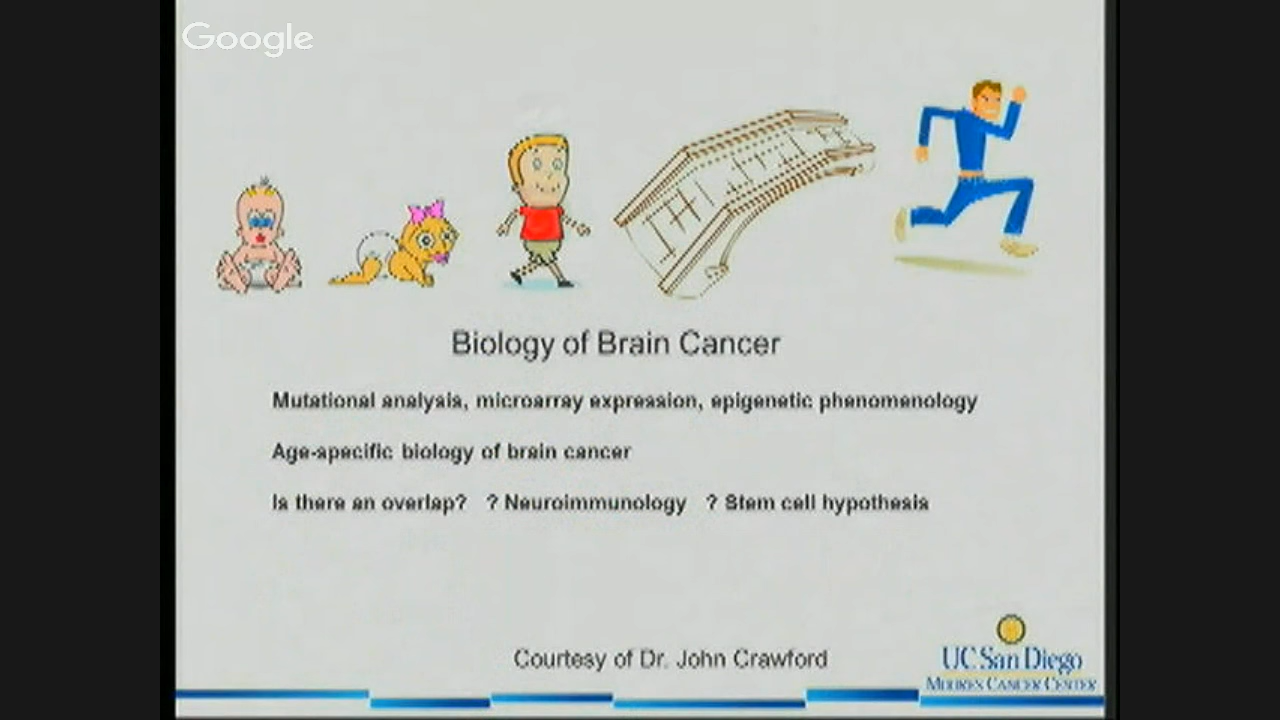 Google
Biology of Brain Cancer
Mutational analysis, microarray expression, epigenetic phenomenology
Age-specific biology of brain cancer
Is there an overlap? ? Neuroimmunology ? Stem cell hypothesis
Courtesy of Dr. John Crawford
UC San Diego
MOORES CANCER CENTER